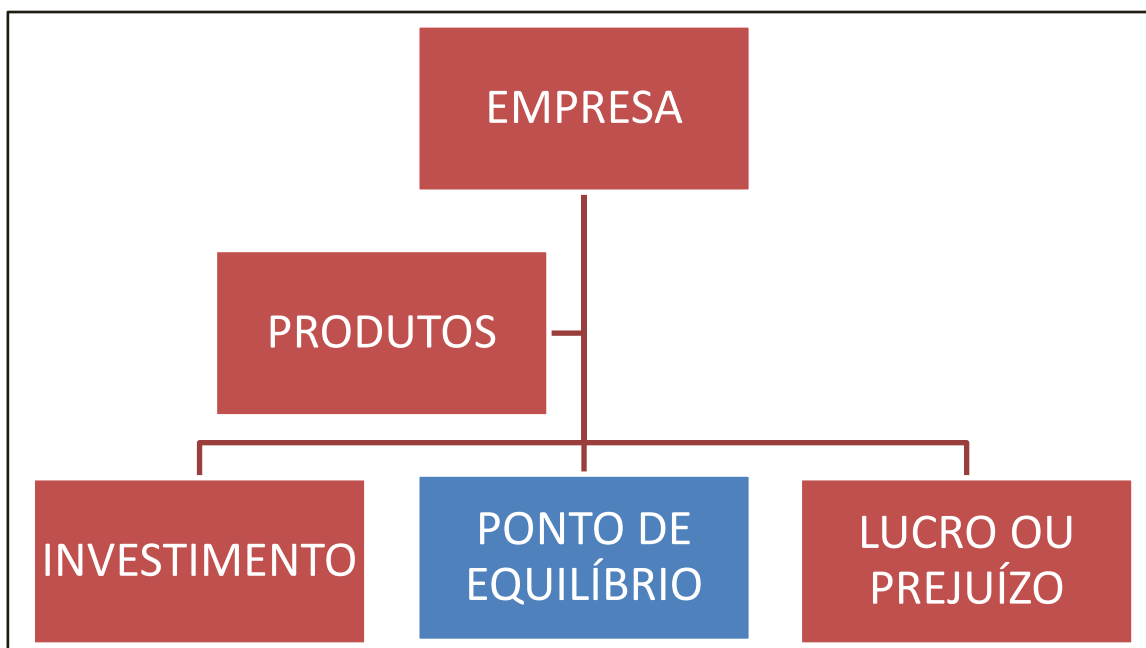 EMPRESA
PRODUTOS
INVESTIMENTO
PONTO DE
EQUILÍBRIO
LUCRO OU
PREJUÍZO